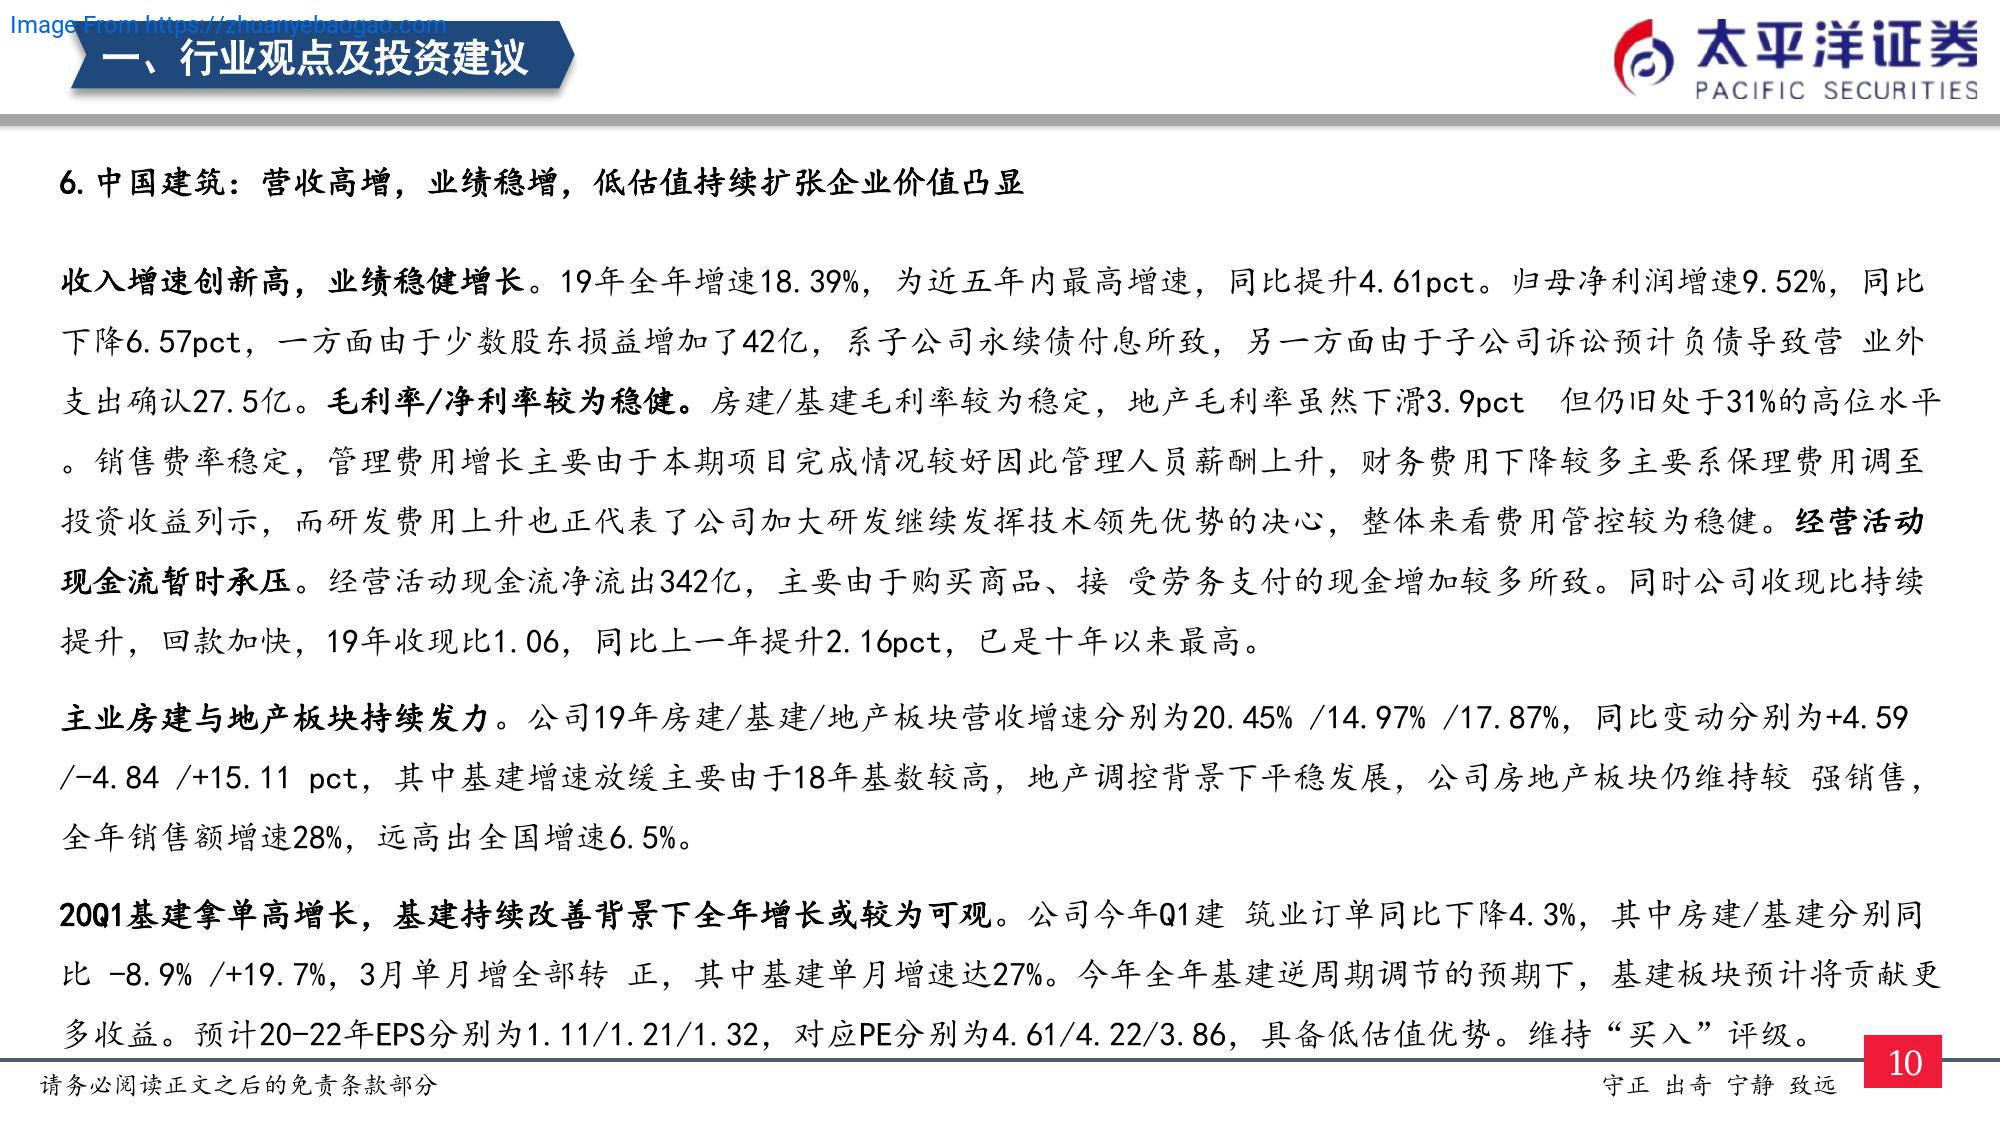 Image From https://zhuanyebaogao.com
一、行业观点及投资建议
太平洋证券
PACIFIC SECURITIES
6.中国建筑：营收高增，业绩稳增，低估值持续扩张企业价值凸显
收入增速创新高，业绩稳健增长。19年全年增速18.39%，为近五年内最高增速，同比提升4.61pct。归母净利润增速9.52%，同比
下降6.57pct，一方面由于少数股东损益增加了42亿，系子公司永续债付息所致，另一方面由于子公司诉讼预计负债导致营 业外
支出确认27.5亿。毛利率/净利率较为稳健。房建/基建毛利率较为稳定，地产毛利率虽然下滑3.9pct  但仍旧处于31%的高位水平
。销售费率稳定，管理费用增长主要由于本期项目完成情况较好因此管理人员薪酬上升，财务费用下降较多主要系保理费用调至
投资收益列示，而研发费用上升也正代表了公司加大研发继续发挥技术领先优势的决心，整体来看费用管控较为稳健。经营活动
现金流暂时承压。经营活动现金流净流出342亿，主要由于购买商品、接 受劳务支付的现金增加较多所致。同时公司收现比持续
提升，回款加快，19年收现比1.06，同比上一年提升2.16pct，已是十年以来最高。
主业房建与地产板块持续发力。公司19年房建/基建/地产板块营收增速分别为20.45% /14.97% /17.87%，同比变动分别为+4.59
/-4.84 /+15.11 pct，其中基建增速放缓主要由于18年基数较高，地产调控背景下平稳发展，公司房地产板块仍维持较 强销售，
全年销售额增速28%，远高出全国增速6.5%。
20Q1基建拿单高增长，基建持续改善背景下全年增长或较为可观。公司今年Q1建 筑业订单同比下降4.3%，其中房建/基建分别同
比 -8.9% /+19.7%，3月单月增全部转 正，其中基建单月增速达27%。今年全年基建逆周期调节的预期下，基建板块预计将贡献更
多收益。预计20-22年EPS分别为1.11/1.21/1.32，对应PE分别为4.61/4.22/3.86，具备低估值优势。维持“买入”评级。
请务必阅读正文之后的免责条款部分
守正 出奇 宁静 致远
10